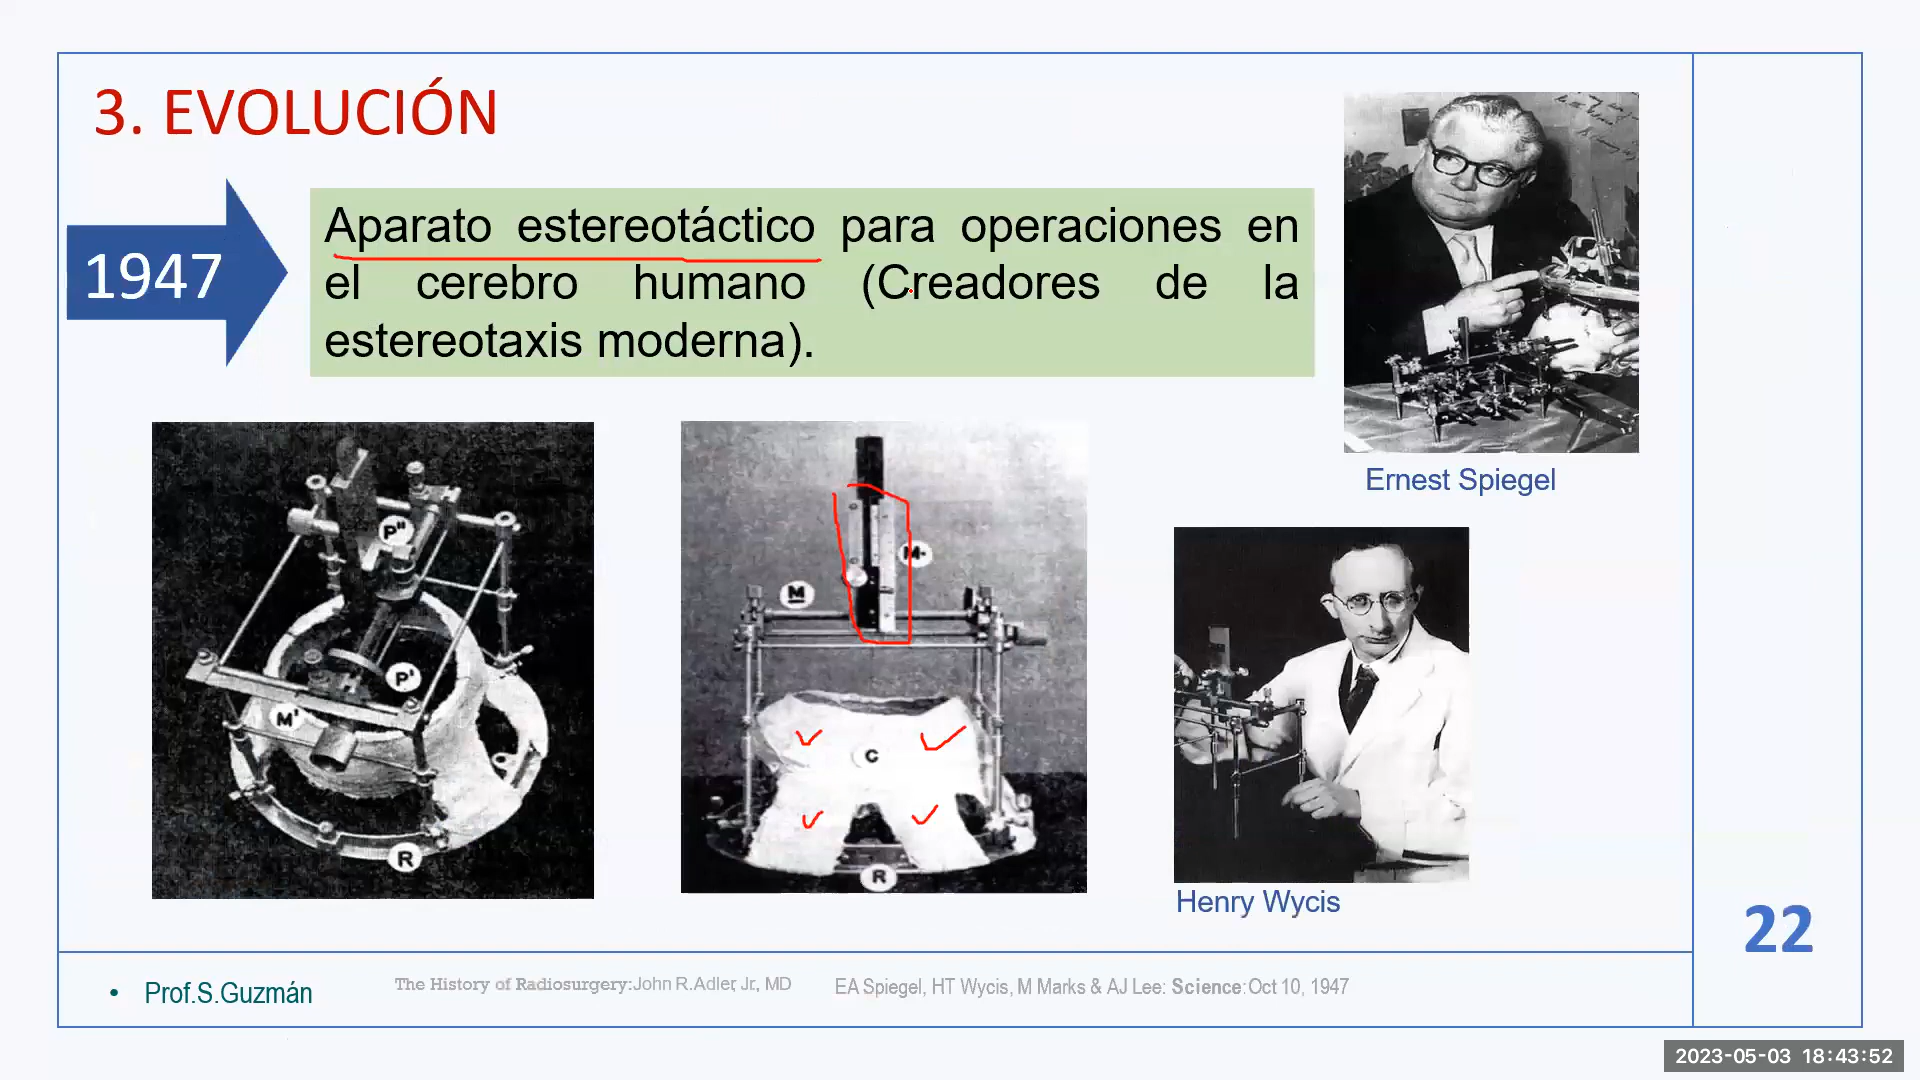 3. EVOLUCIÓN
1947
Aparato estereotáctico para operaciones en
el cerebro humano (Creadores de la
estereotaxis moderna).
Ernest Spiegel
P"
P'
M'
R
M
C
R
Henry Wycis
22
• Prof.S.Guzmán
The History of Radiosurgery:John R.Adler, Jr., MD
EA Spiegel, HT Wycis, M Marks & AJ Lee: Science:Oct 10, 1947
2023-05-03 18:43:52